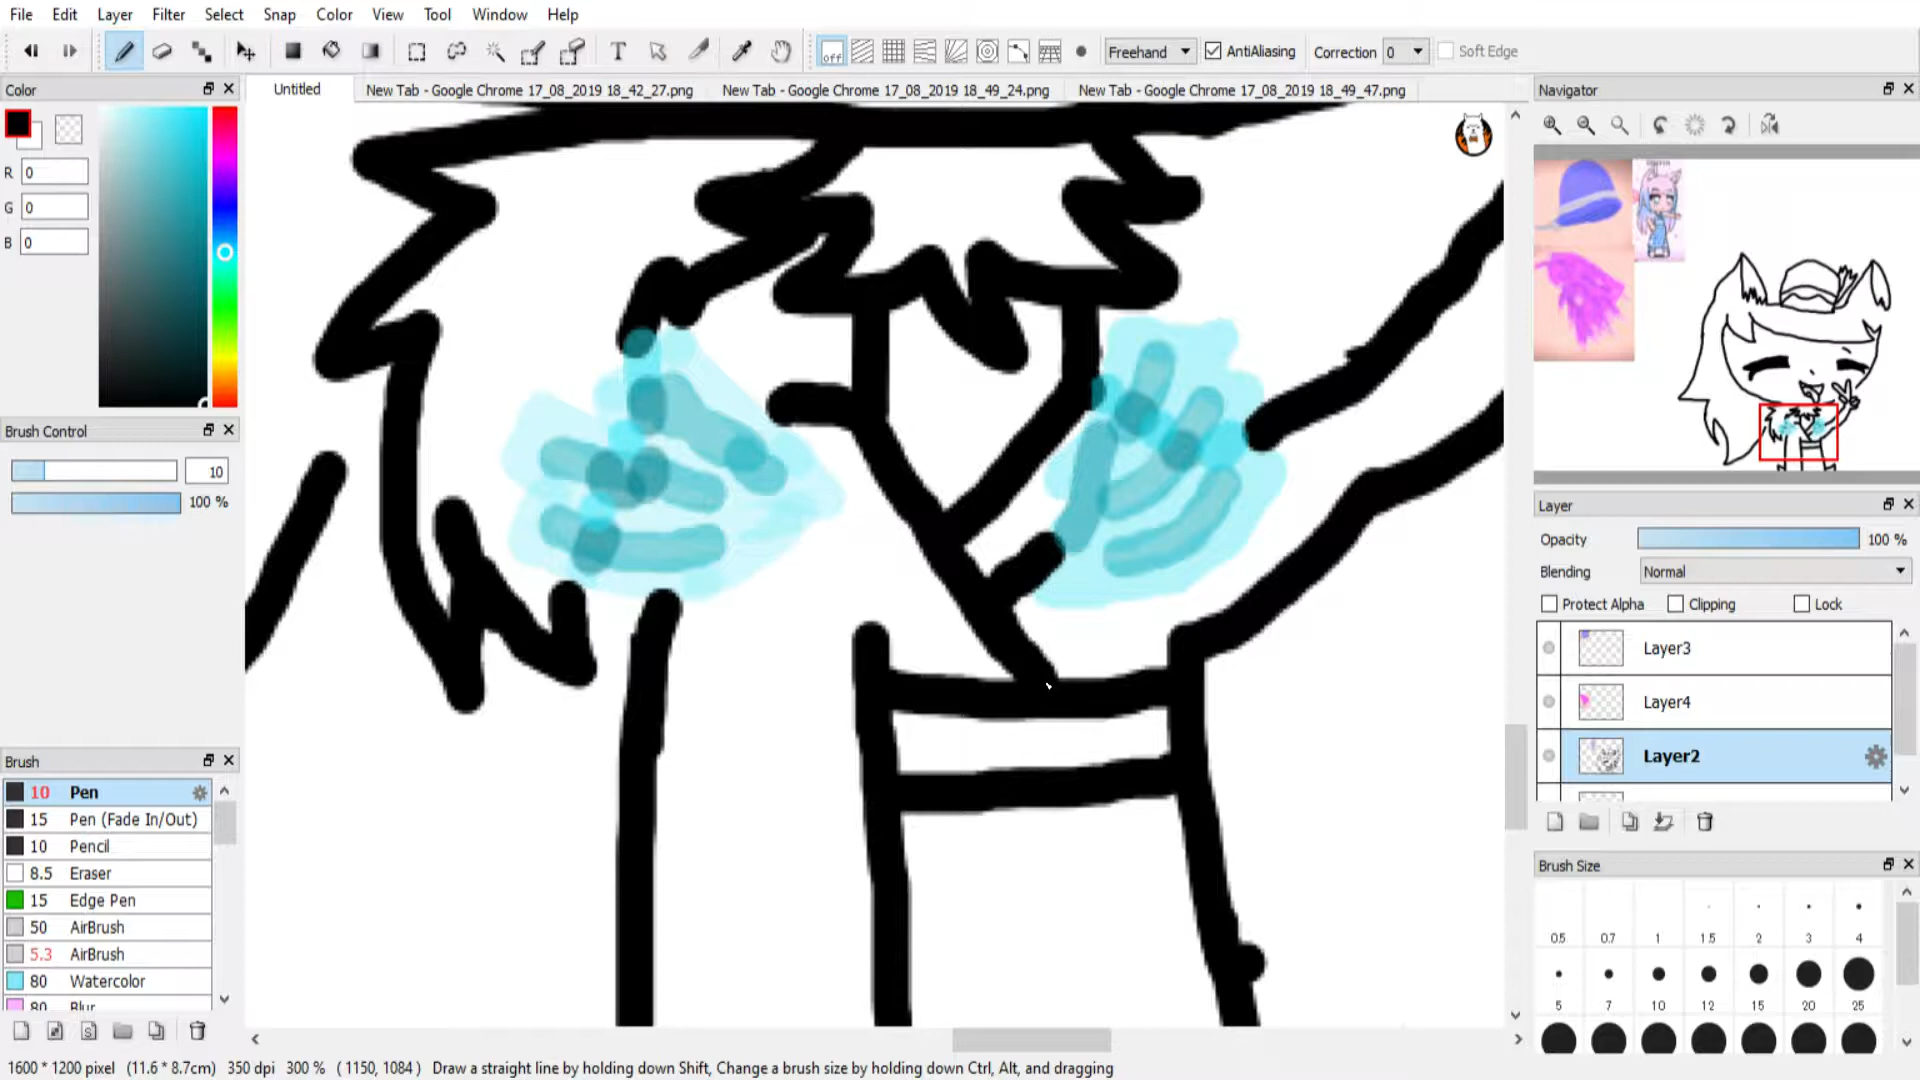 File Edit Layer Filter Select Snap Color View Tool Window Help
off Freehand AntiAliasing Correction 0 Soft Edge
Color
Untitled New Tab - Google Chrome 17_08_2019 18_42_27.png New Tab - Google Chrome 17_08_2019 18_49_24.png New Tab - Google Chrome 17_08_2019 18_49_47.png
Navigator
R 0
G 0
B 0
Brush Control
10
100 %
Layer
Opacity 100 %
Blending Normal
Protect Alpha Clipping Lock
Layer3
Layer4
Layer2
Brush
10 Pen
15 Pen (Fade In/Out)
10 Pencil
8.5 Eraser
15 Edge Pen
50 AirBrush
5.3 AirBrush
80 Watercolor
80 Blur
Brush Size
0.5 0.7 1 1.5 2 3 4
5 7 10 12 15 20 25
1600 * 1200 pixel (11.6 * 8.7cm) 350 dpi 300 % ( 1150, 1084 ) Draw a straight line by holding down Shift, Change a brush size by holding down Ctrl, Alt, and dragging